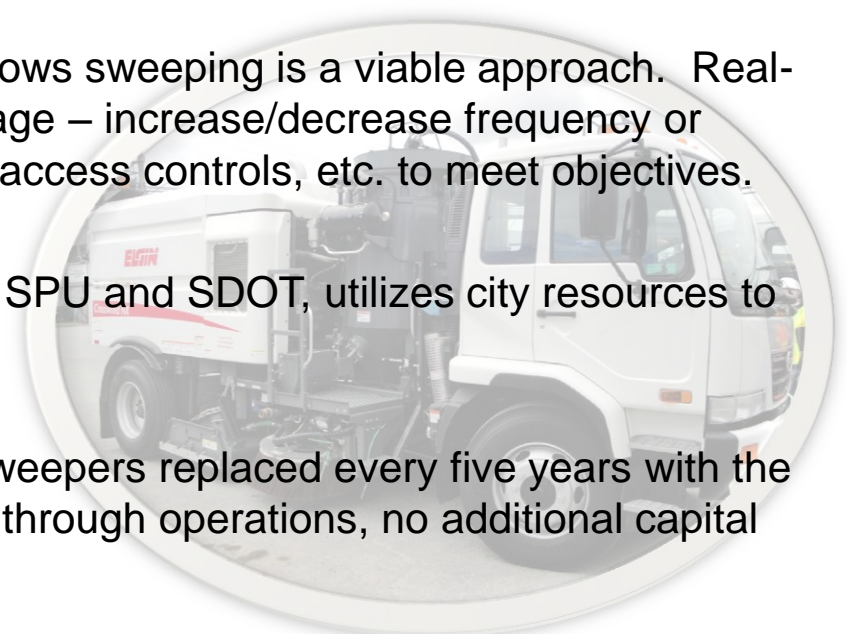 ows sweeping is a viable approach. Real-
age – increase/decrease frequency or
access controls, etc. to meet objectives.
ELGIN
SPU and SDOT, utilizes city resources to
weepers replaced every five years with the
through operations, no additional capital